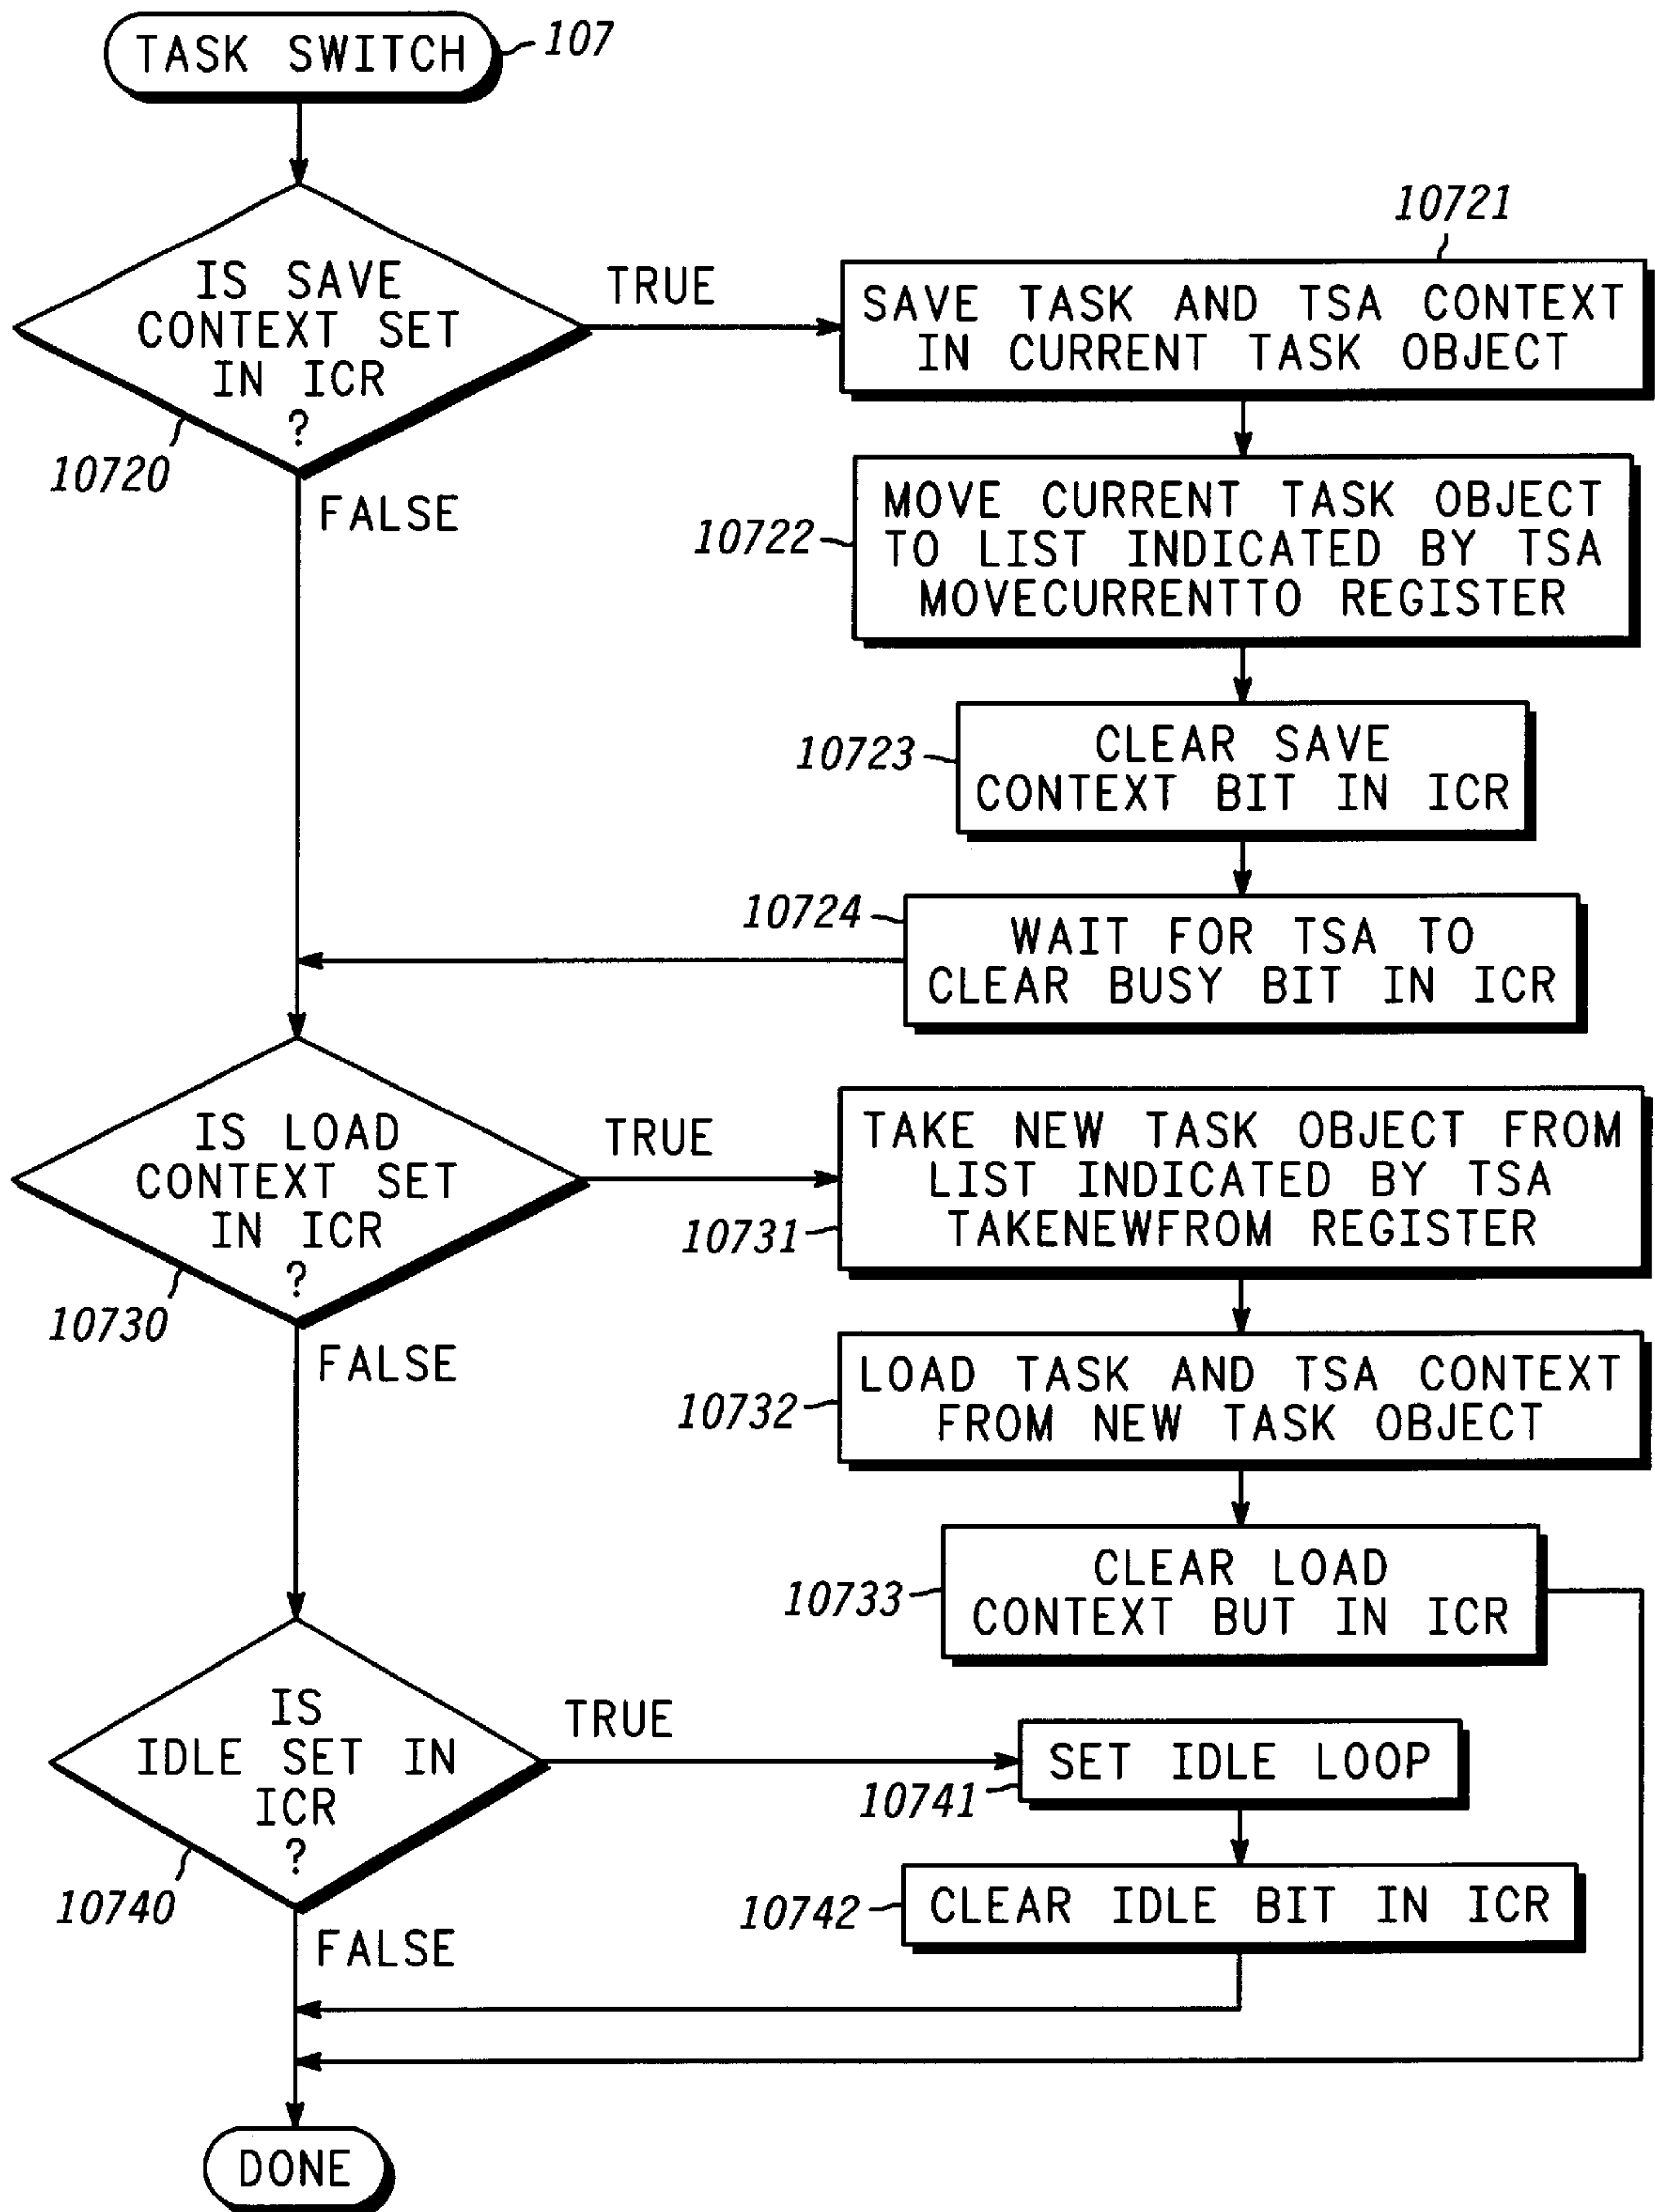 TASK SWITCH
107
IS SAVE
CONTEXT SET
IN ICR
?
10720
TRUE
FALSE
10721
SAVE TASK AND TSA CONTEXT
IN CURRENT TASK OBJECT
10722
MOVE CURRENT TASK OBJECT
TO LIST INDICATED BY TSA
MOVECURRENTTO REGISTER
10723
CLEAR SAVE
CONTEXT BIT IN ICR
10724
WAIT FOR TSA TO
CLEAR BUSY BIT IN ICR
IS LOAD
CONTEXT SET
IN ICR
?
10730
TRUE
FALSE
TAKE NEW TASK OBJECT FROM
LIST INDICATED BY TSA
TAKENEWFROM REGISTER
10731
LOAD TASK AND TSA CONTEXT
FROM NEW TASK OBJECT
10732
CLEAR LOAD
CONTEXT BUT IN ICR
10733
IS
IDLE SET IN
ICR
?
10740
TRUE
FALSE
SET IDLE LOOP
10741
10742
CLEAR IDLE BIT IN ICR
DONE